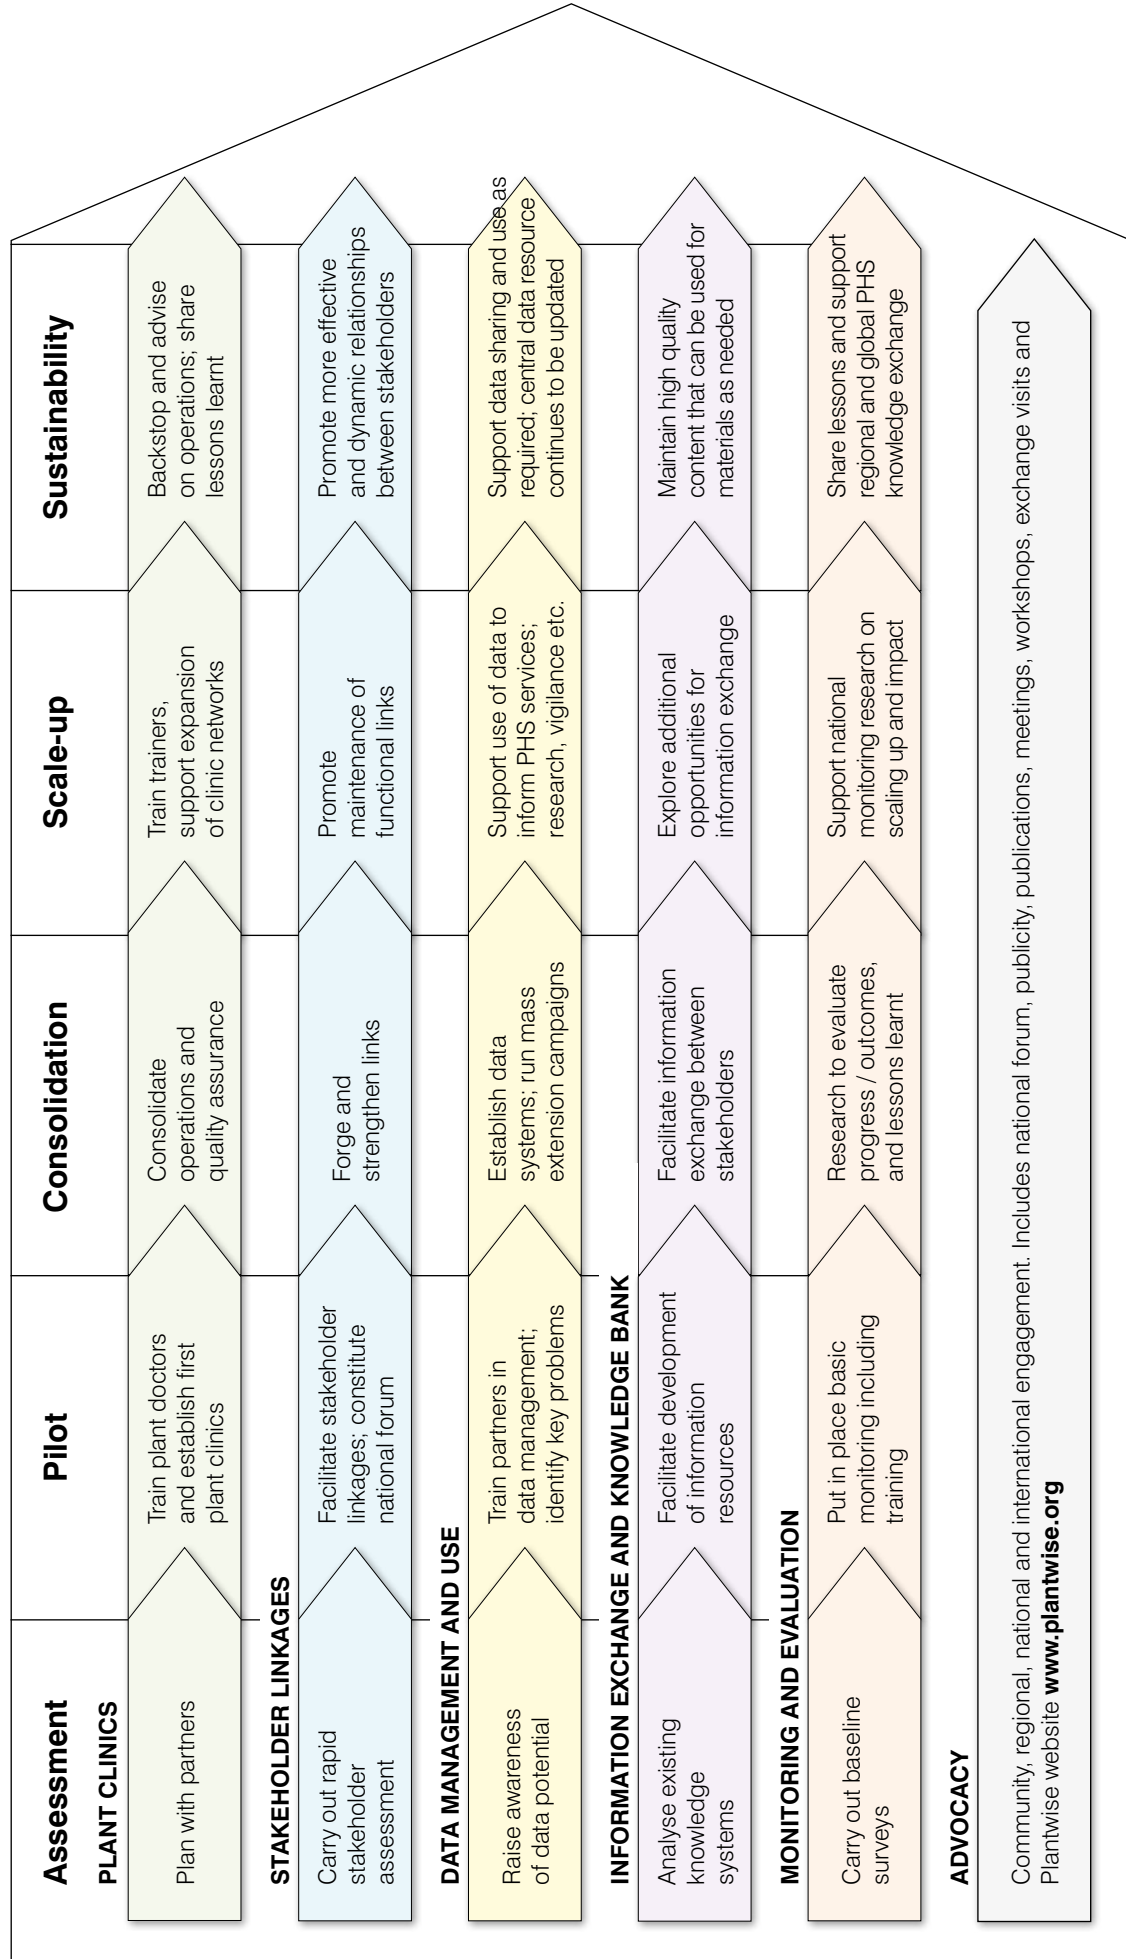 Assessment
Pilot
Consolidation
Scale-up
Sustainability
PLANT CLINICS
Plan with partners
Train plant doctors
and establish first
plant clinics
Consolidate
operations and
quality assurance
Train trainers,
support expansion
of clinic networks
Backstop and advise
on operations; share
lessons learnt
STAKEHOLDER LINKAGES
Carry out rapid
stakeholder
assessment
Facilitate stakeholder
linkages; constitute
national forum
Forge and
strengthen links
Promote
maintenance of
functional links
Promote more effective
and dynamic relationships
between stakeholders
DATA MANAGEMENT AND USE
Raise awareness
of data potential
Train partners in
data management;
identify key problems
Establish data
systems; run mass
extension campaigns
Support use of data to
inform PHS services;
research, vigilance etc.
Support data sharing and use as
required; central data resource
continues to be updated
INFORMATION EXCHANGE AND KNOWLEDGE BANK
Analyse existing
knowledge
systems
Facilitate development
of information
resources
Facilitate information
exchange between
stakeholders
Explore additional
opportunities for
information exchange
Maintain high quality
content that can be used for
materials as needed
MONITORING AND EVALUATION
Carry out baseline
surveys
Put in place basic
monitoring including
training
Research to evaluate
progress / outcomes,
and lessons learnt
Support national
monitoring research on
scaling up and impact
Share lessons and support
regional and global PHS
knowledge exchange
ADVOCACY
Community, regional, national and international engagement. Includes national forum, publicity, publications, meetings, workshops, exchange visits and
Plantwise website www.plantwise.org